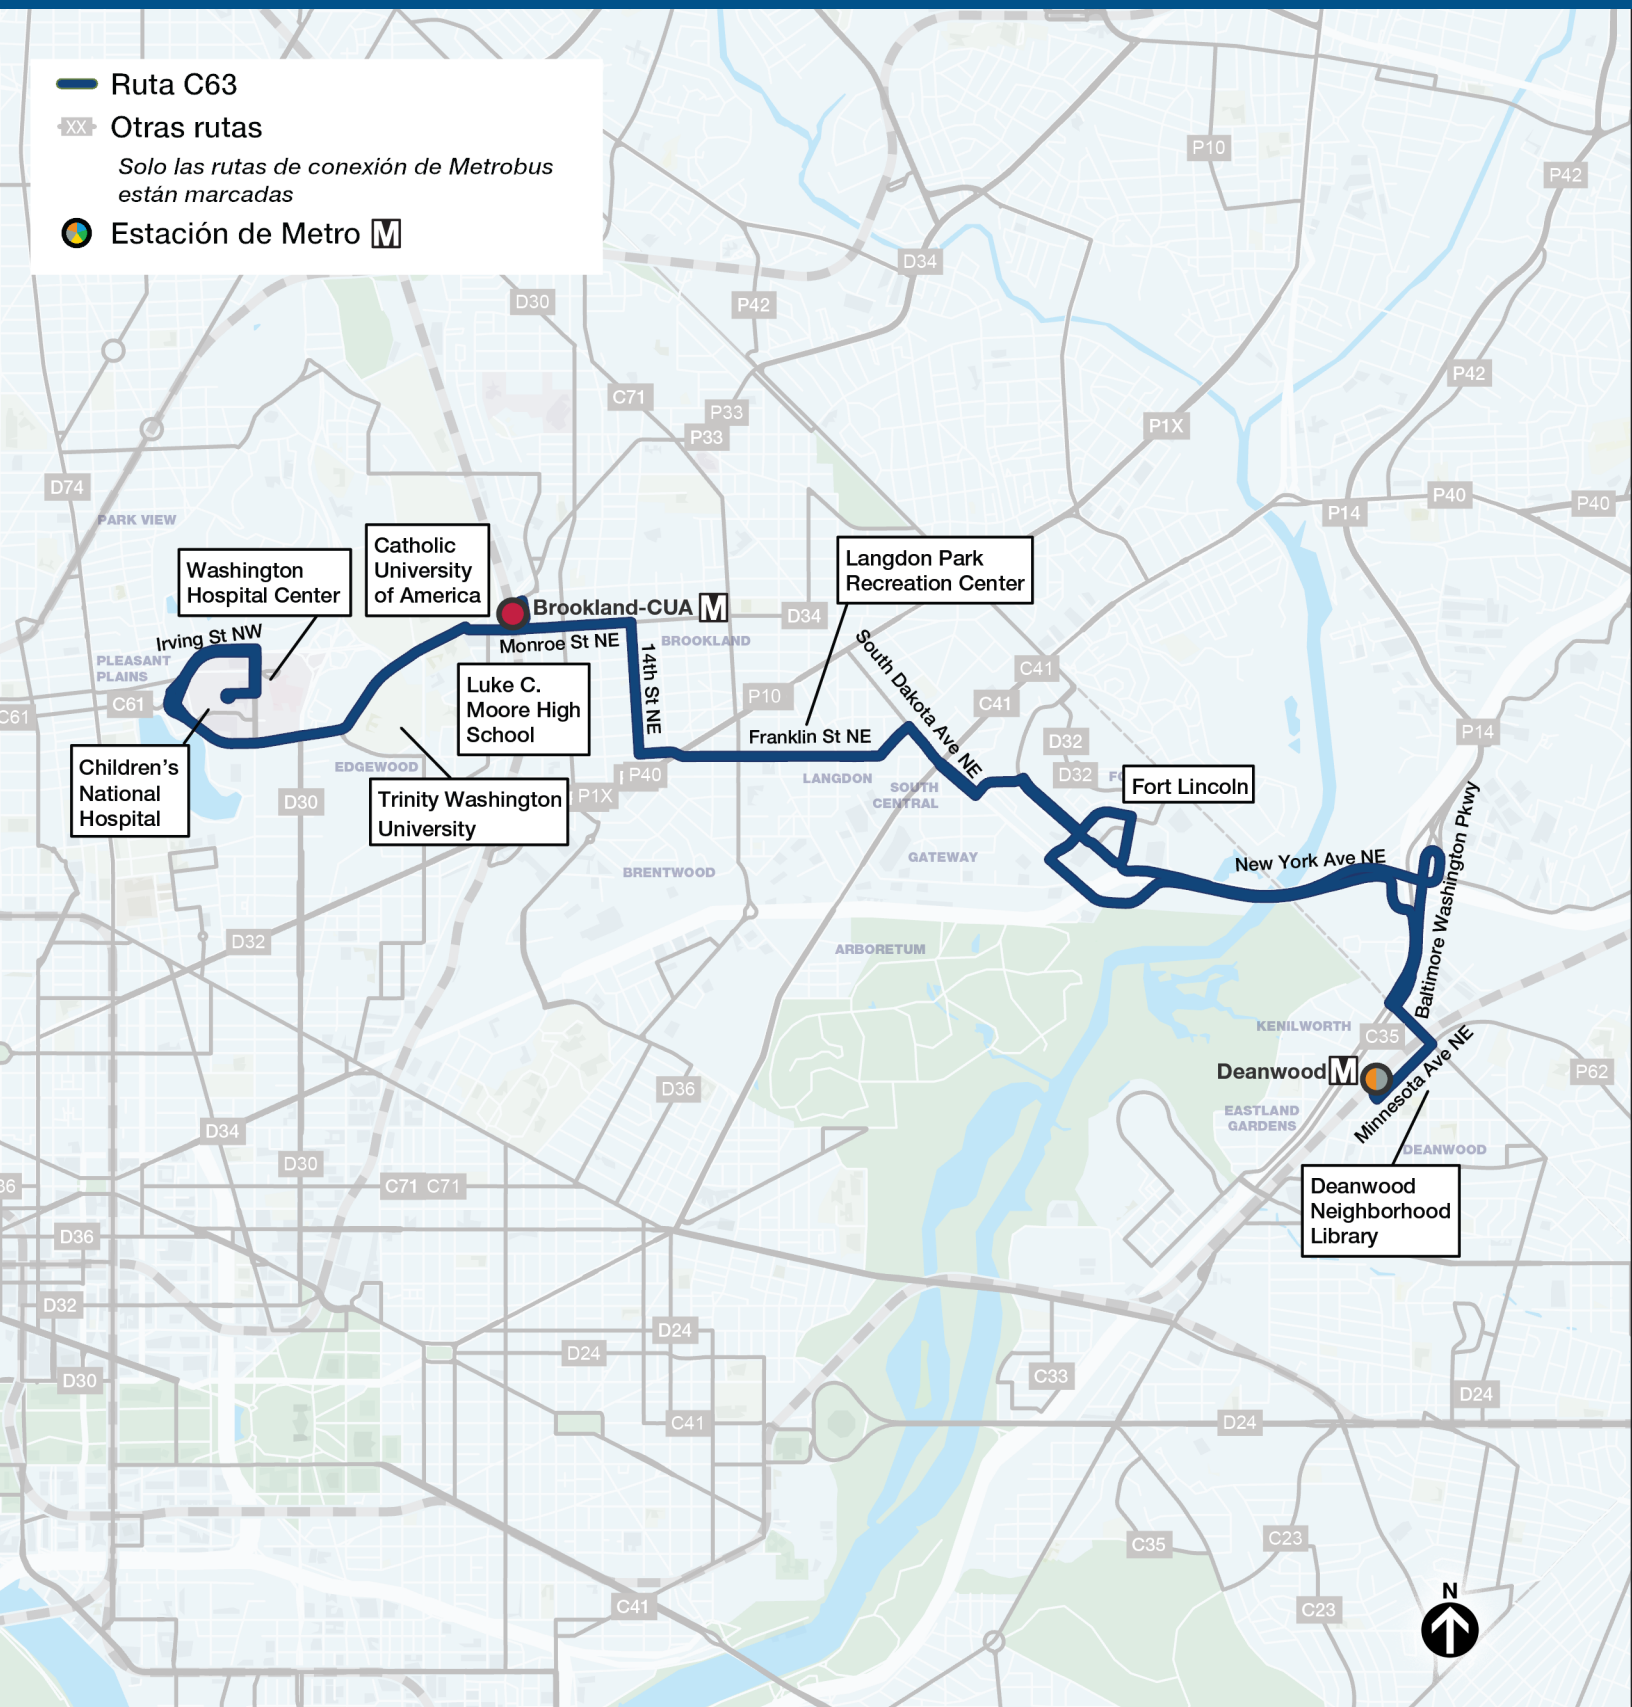 Ruta C63
XX Otras rutas
Solo las rutas de conexión de Metrobus
están marcadas
Estación de Metro M
P10
P42
D34
D30
P42
P42
C71
P33
P33
P1X
D74
P40
P40
P14
PARK VIEW
Washington
Hospital Center
Catholic
University
of America
Langdon Park
Recreation Center
Brookland-CUA M
D34
Irving St NW
Monroe St NE
BROOKLAND
PLEASANT
PLAINS
14th St NE
South Dakota Ave NE
C41
Luke C.
Moore High
School
P10
C41
C61
C61
P14
Franklin St NE
D32
EDGEWOOD
LANGDON
P40
D32
Children's
National
Hospital
SOUTH
CENTRAL
Fort Lincoln
D30
Trinity Washington
University
P1X
GATEWAY
New York Ave NE
Baltimore Washington Pkwy
BRENTWOOD
D32
ARBORETUM
KENILWORTH
C35
Deanwood M
P62
D36
Minnesota Ave NE
EASTLAND
GARDENS
D34
DEANWOOD
D30
C71 C71
36
Deanwood
Neighborhood
Library
D36
D32
D24
D24
D30
C33
D24
C41
D24
C35
C23
C41
C23
N